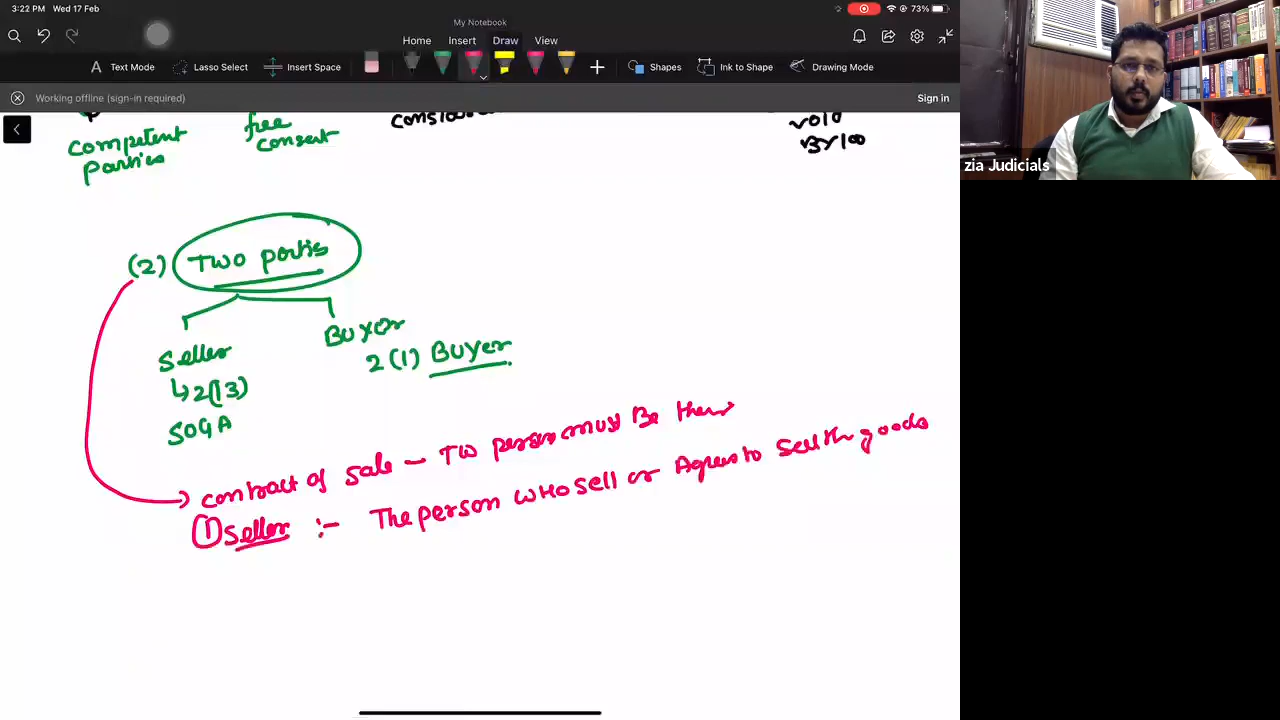 3:22 PM Wed 17 Feb
My Notebook
73%
Home Insert Draw View
Text Mode Lasso Select Insert Space Shapes Ink to Shape Drawing Mode
Working offline (sign-in required) Sign in
competent
parties
free
consent
void
zia Judicials
(2) Two parties
Seller
↳ 2(13)
SOGA
Buyer
2 (1) Buyer
contract of sale - Two person must Be there
(1) Seller :- The person who sell or Agrees to sell the goods